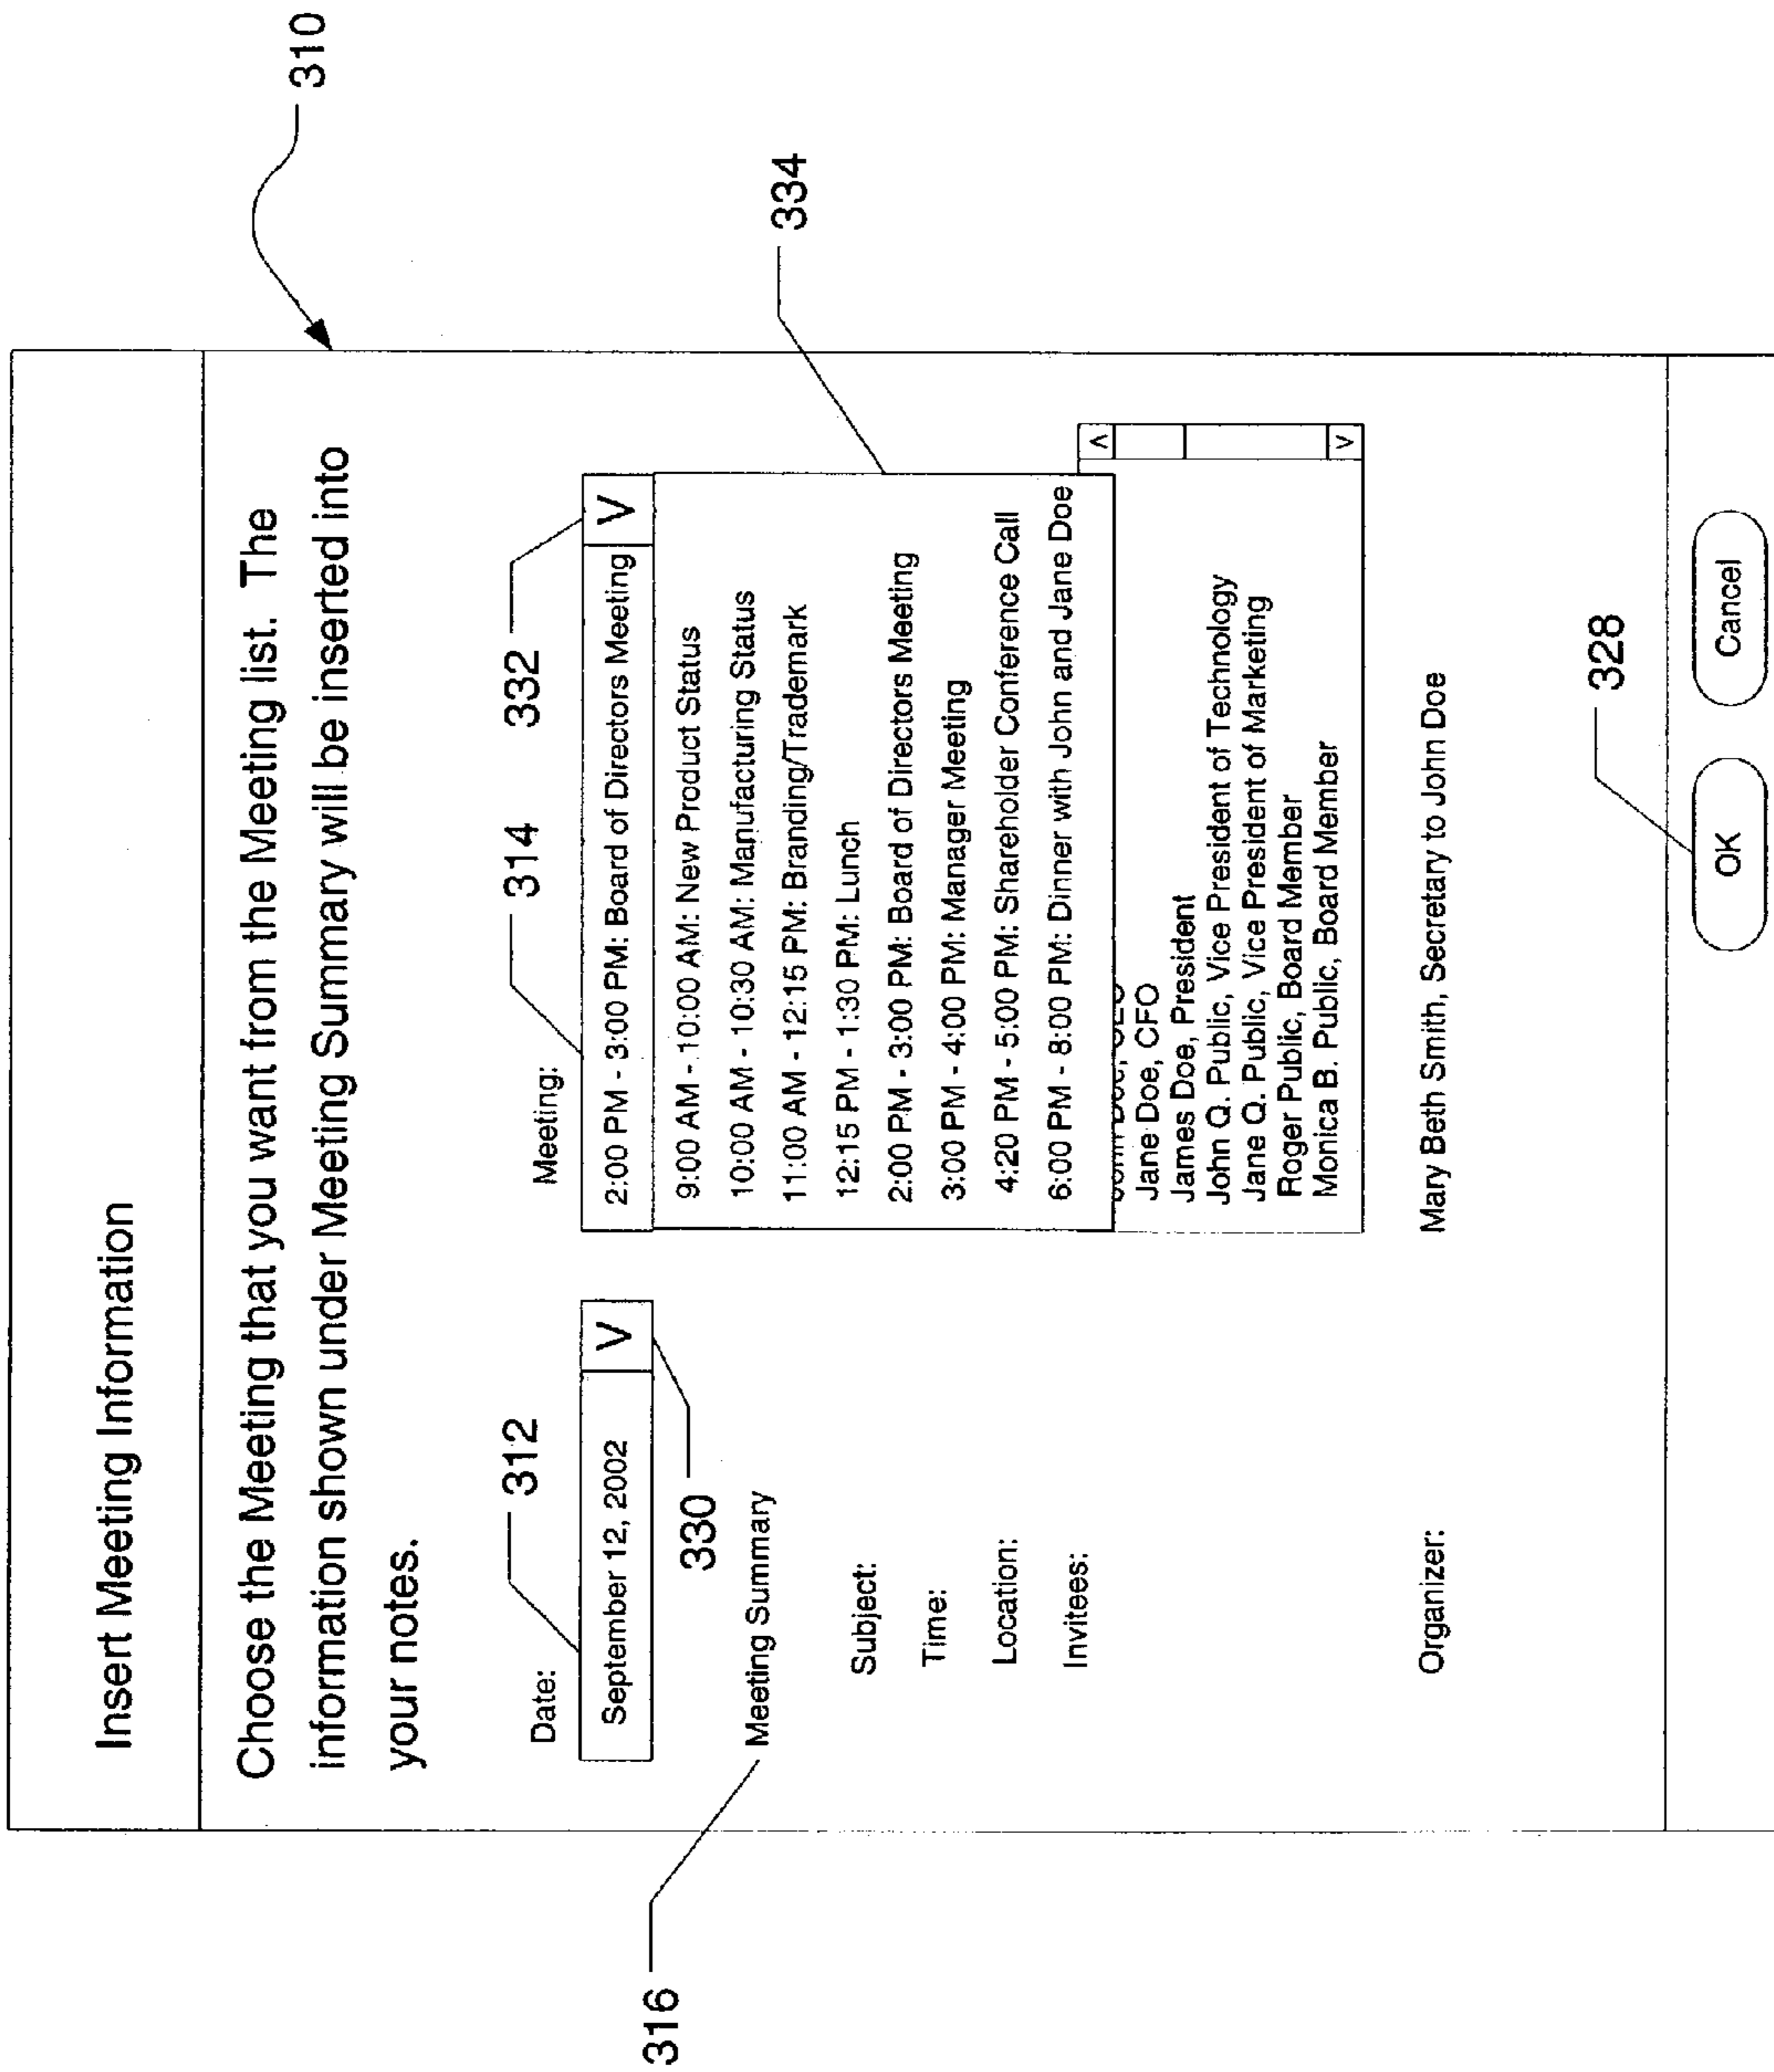 310
Insert Meeting Information
Choose the Meeting that you want from the Meeting list. The
information shown under Meeting Summary will be inserted into
your notes.
312
314
332
Date:
Meeting:
September 12, 2002 V
2:00 PM - 3:00 PM: Board of Directors Meeting V
330
334
316
Meeting Summary
9:00 AM - 10:00 AM: New Product Status
10:00 AM - 10:30 AM: Manufacturing Status
11:00 AM - 12:15 PM: Branding/Trademark
12:15 PM - 1:30 PM: Lunch
2:00 PM - 3:00 PM: Board of Directors Meeting
3:00 PM - 4:00 PM: Manager Meeting
4:20 PM - 5:00 PM: Shareholder Conference Call
6:00 PM - 8:00 PM: Dinner with John and Jane Doe
Subject:
Time:
Location:
Invitees:
John Doe, CEO
Jane Doe, CFO
James Doe, President
John Q. Public, Vice President of Technology
Jane Q. Public, Vice President of Marketing
Roger Public, Board Member
Monica B. Public, Board Member
Organizer:
Mary Beth Smith, Secretary to John Doe
328
OK
Cancel